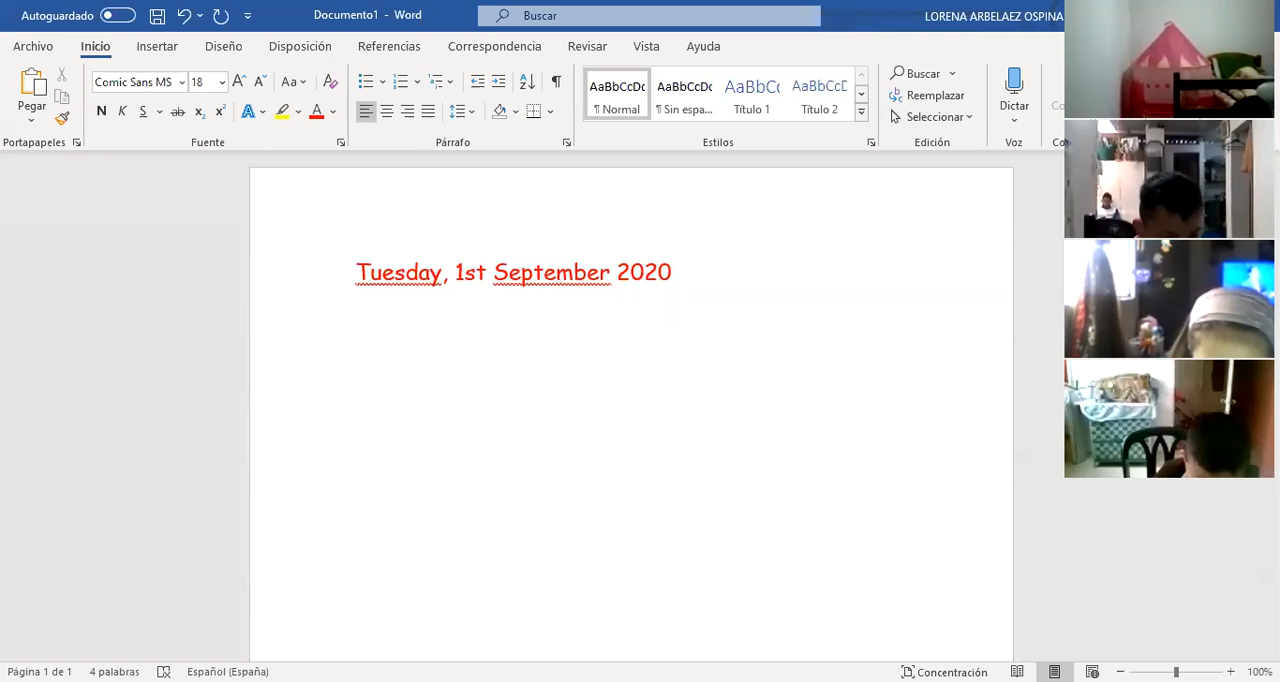 Autoguardado Documento1 - Word Buscar LORENA ARBELAEZ OSPINA
Archivo Inicio Insertar Diseño Disposición Referencias Correspondencia Revisar Vista Ayuda
Pegar
Comic Sans MS 18
N K S
AaBbCcDc AaBbCcDc AaBbCc AaBbCcD
¶ Normal ¶ Sin espa... Título 1 Título 2
Buscar
Reemplazar
Seleccionar
Dictar
Portapapeles Fuente Párrafo Estilos Edición Voz
Tuesday, 1st September 2020
Página 1 de 1 4 palabras Español (España) Concentración 100%